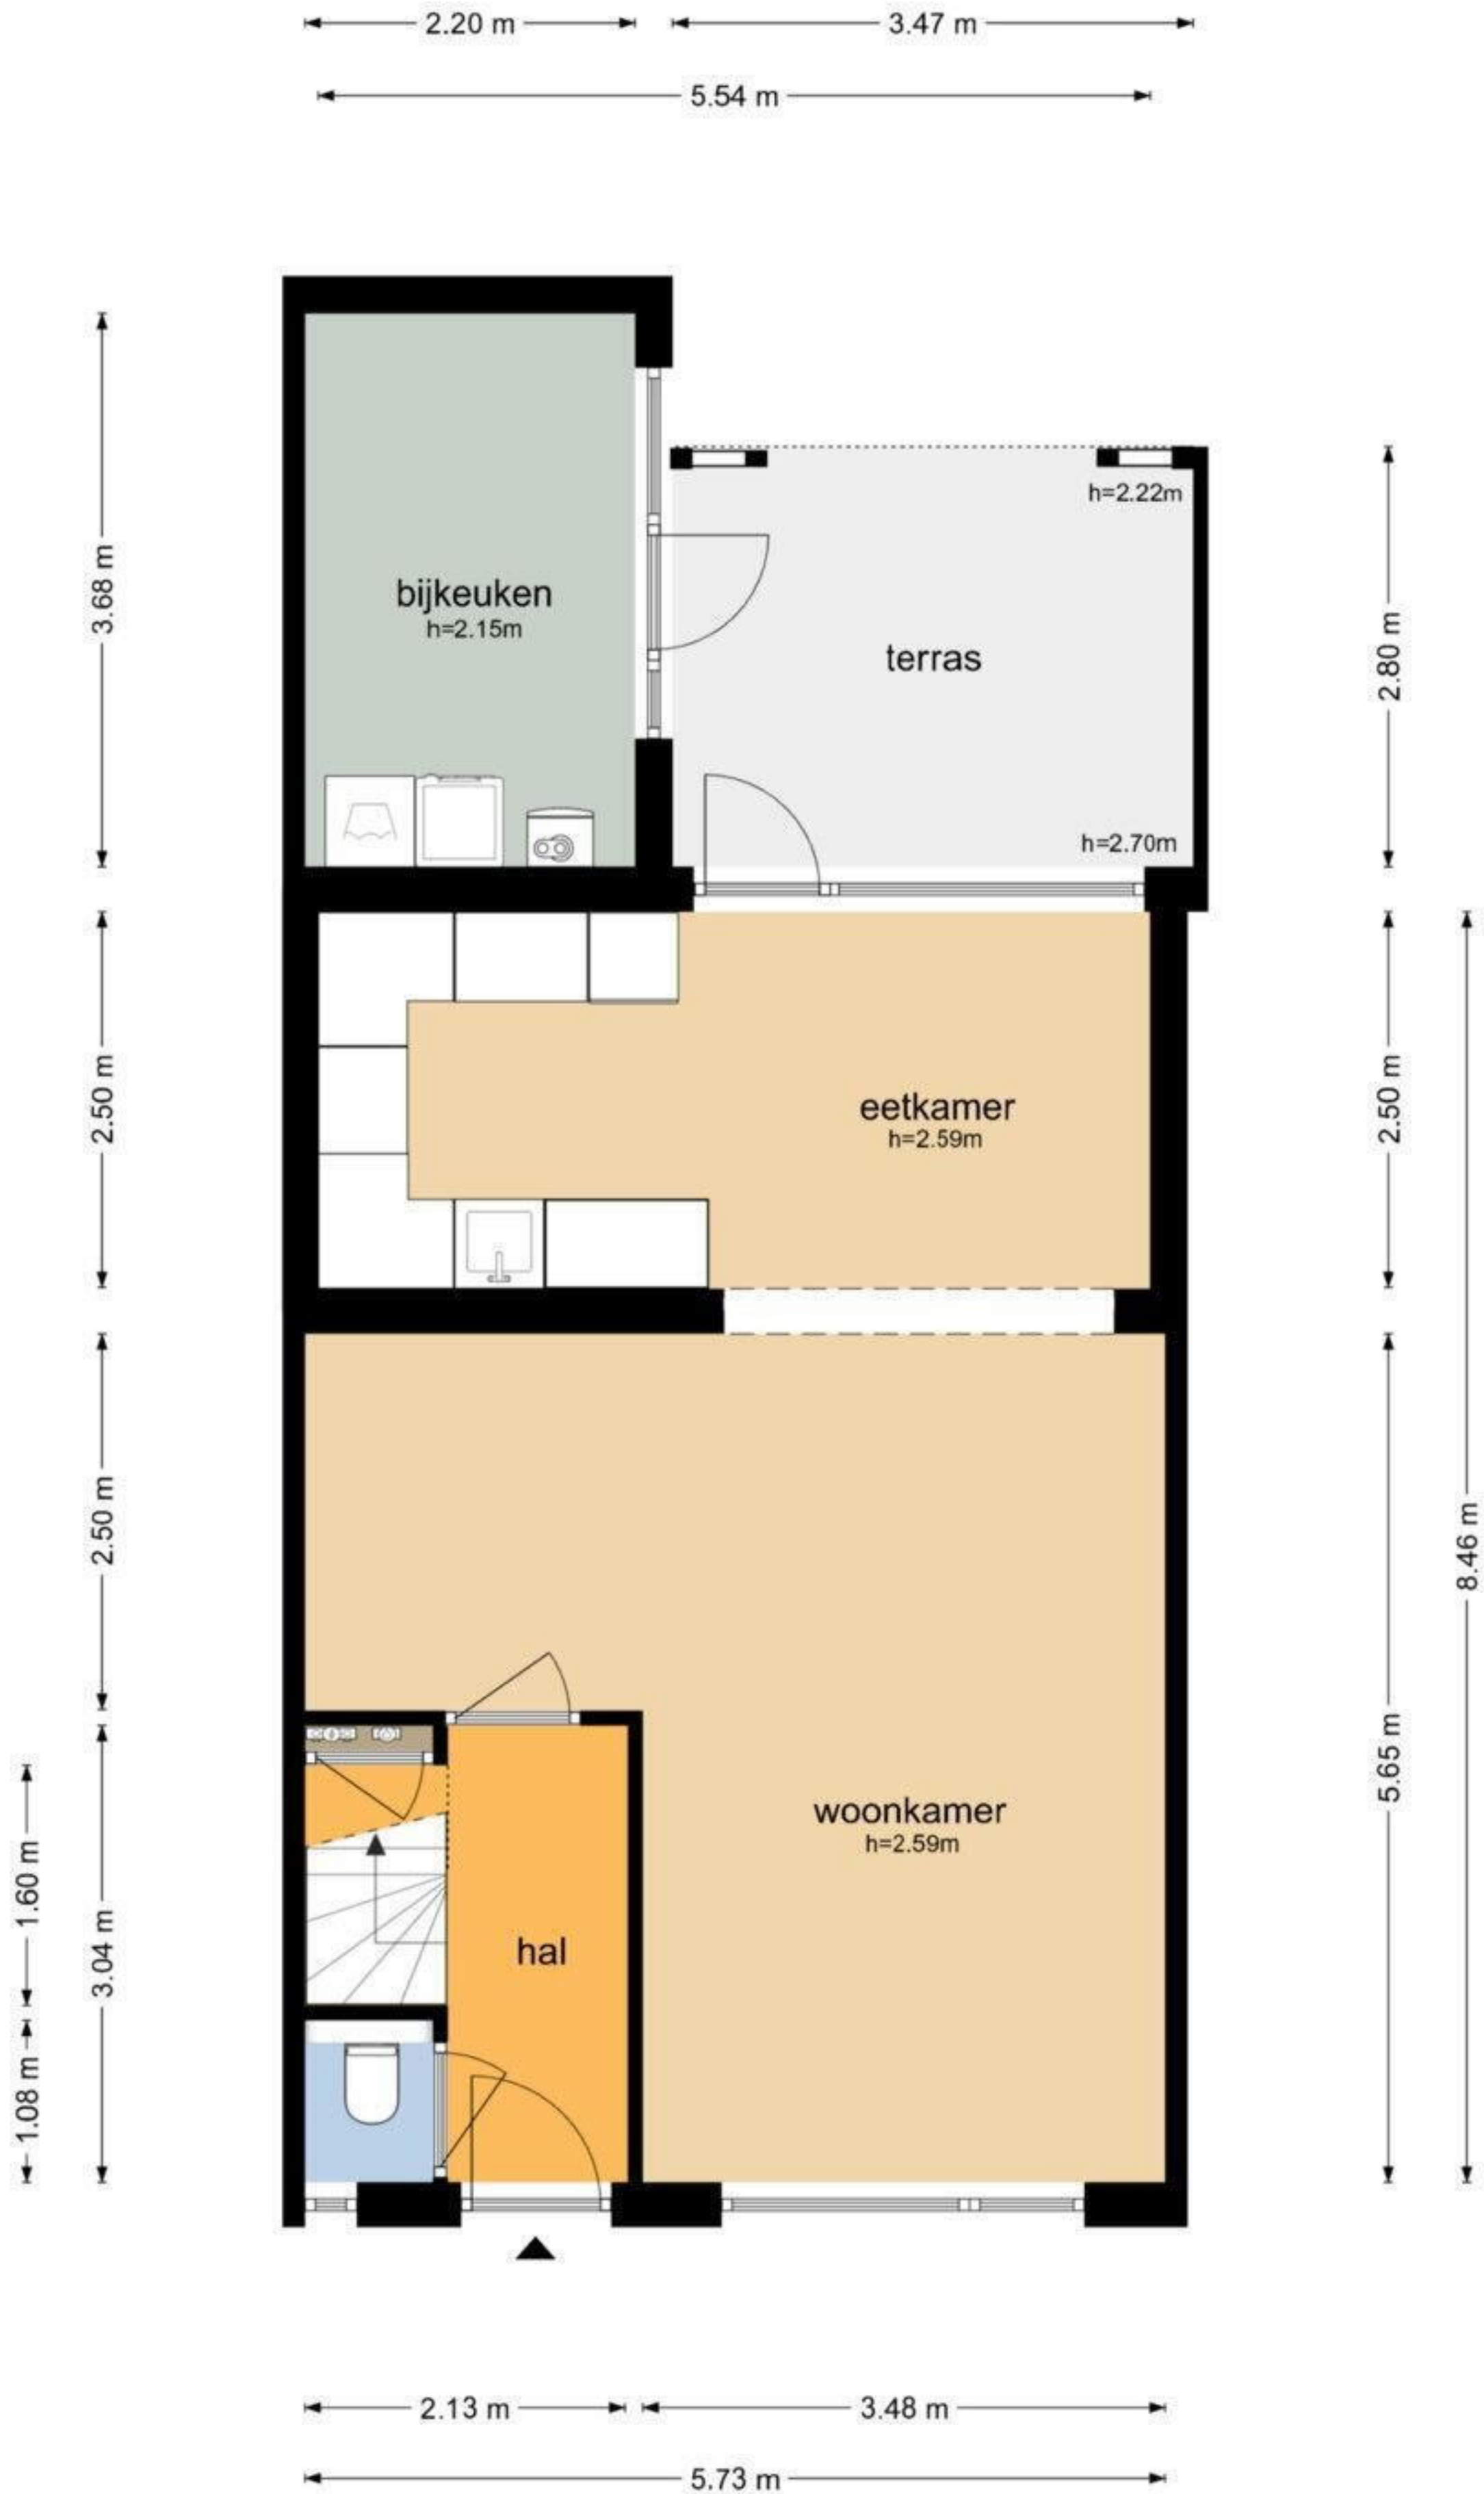 2.20 m
3.47 m
5.54 m
3.68 m
bijkeuken
h=2.15m
h=2.22m
terras
2.80 m
h=2.70m
2.50 m
eetkamer
h=2.59m
2.50 m
8.46 m
2.50 m
woonkamer
h=2.59m
5.65 m
1.60 m
3.04 m
hal
1.08 m
2.13 m
3.48 m
5.73 m